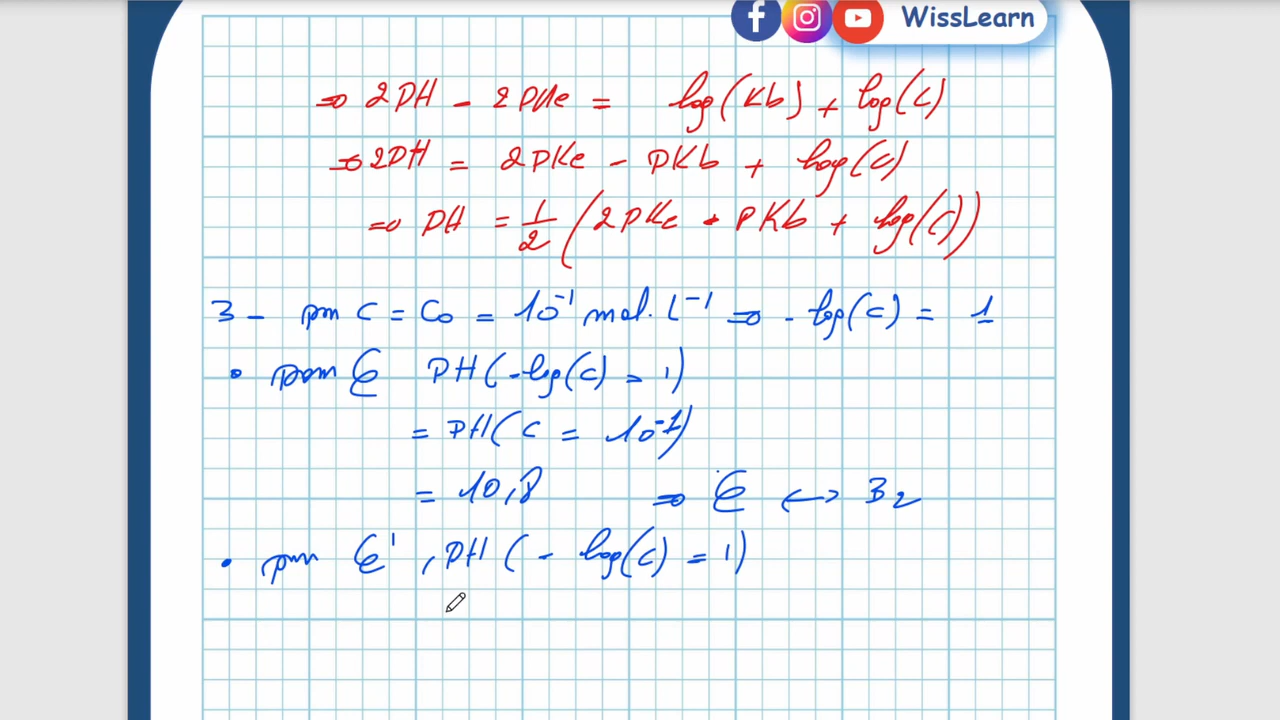 WissLearn
⇒ 2PH - 2PKe = log(Kb) + log(C)
⇒ 2PH = 2PKe - PKb + log(C)
⇒ PH = 1/2 (2PKe - PKb + log(C))
3 - pour C = C0 = 10⁻¹ mol. L⁻¹ ⇒ - log(C) = 1
• pour ℰ PH(-log(C) = 1)
= PH(C = 10⁻¹)
= 10,8 ⇒ ℰ ↔ B2
• pour ℰ' , PH(- log(C) = 1)